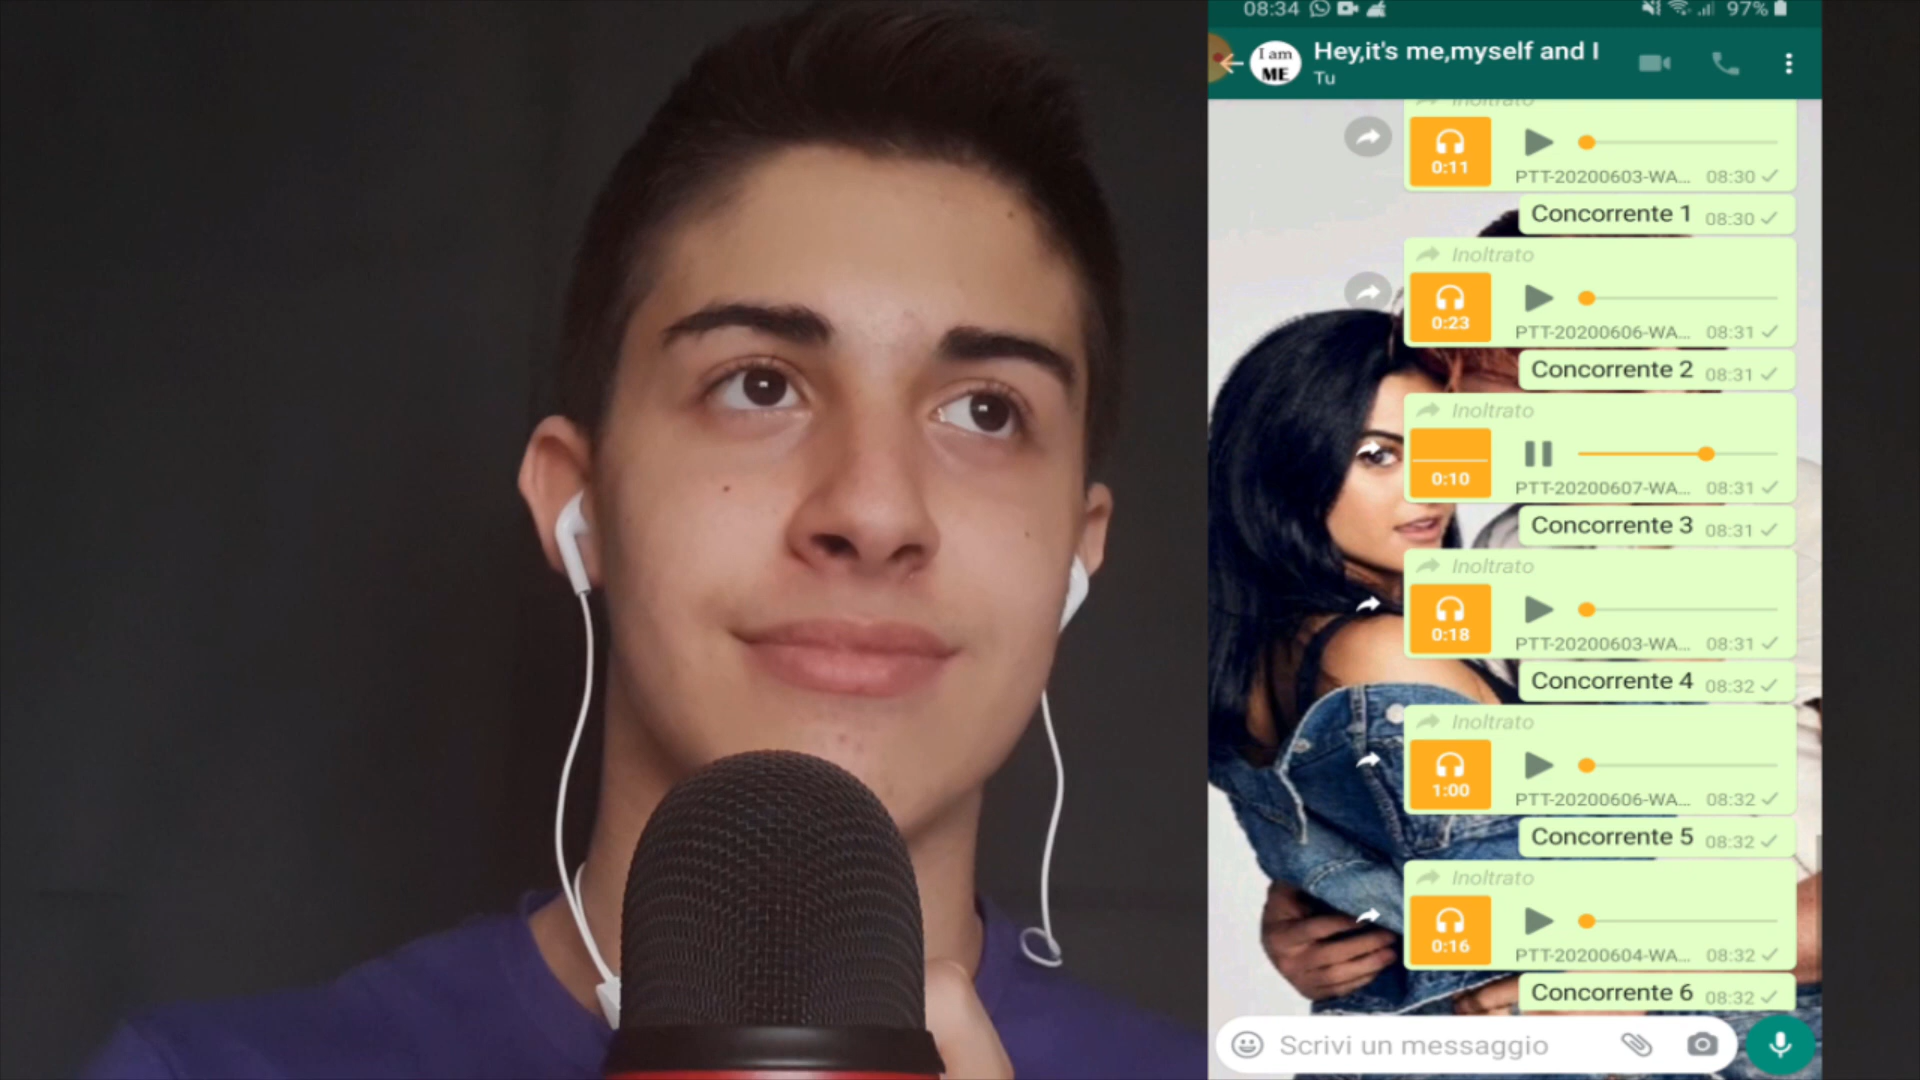 08:34
97%
I am
ME
Hey,it's me,myself and I
Tu
Inoltrato
0:11
PTT-20200603-WA... 08:30
Concorrente 1 08:30
Inoltrato
0:23
PTT-20200606-WA... 08:31
Concorrente 2 08:31
Inoltrato
0:10
PTT-20200607-WA... 08:31
Concorrente 3 08:31
Inoltrato
0:18
PTT-20200603-WA... 08:31
Concorrente 4 08:32
Inoltrato
1:00
PTT-20200606-WA... 08:32
Concorrente 5 08:32
Inoltrato
0:16
PTT-20200604-WA... 08:32
Concorrente 6 08:32
Scrivi un messaggio